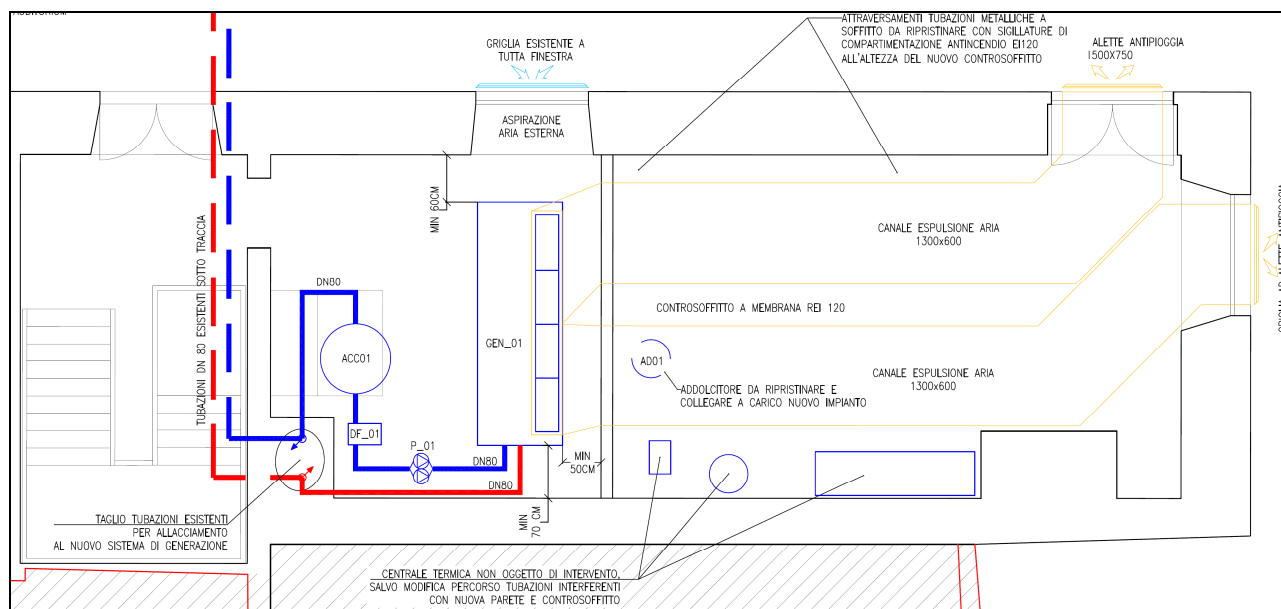 AUDITORIUM.
GRIGLIA ESISTENTE A
TUTTA FINESTRA
ATTRAVERSAMENTI TUBAZIONI METALLICHE A
SOFFITTO DA RIPRISTINARE CON SIGILLATURE DI
COMPARTIMENTAZIONE ANTINCENDIO EI120
ALL'ALTEZZA DEL NUOVO CONTROSOFFITTO
ALETTE ANTIPIOGGIA
1500X750
ASPIRAZIONE
ARIA ESTERNA
MIN 60CM
TUBAZIONI DN 80 ESISTENTI SOTTO TRACCIA
CANALE ESPULSIONE ARIA
1300x600
DN80
CONTROSOFFITTO A MEMBRANA REI 120
GEN_01
ACC01
AD01
CANALE ESPULSIONE ARIA
1300x600
ADDOLCITORE DA RIPRISTINARE E
COLLEGARE A CARICO NUOVO IMPIANTO
DF_01
P_01
DN80
DN80
MIN
50CM
MIN
70 CM
TAGLIO TUBAZIONI ESISTENTI
PER ALLACCIAMENTO
AL NUOVO SISTEMA DI GENERAZIONE
CENTRALE TERMICA NON OGGETTO DI INTERVENTO,
SALVO MODIFICA PERCORSO TUBAZIONI INTERFERENTI
CON NUOVA PARETE E CONTROSOFFITTO